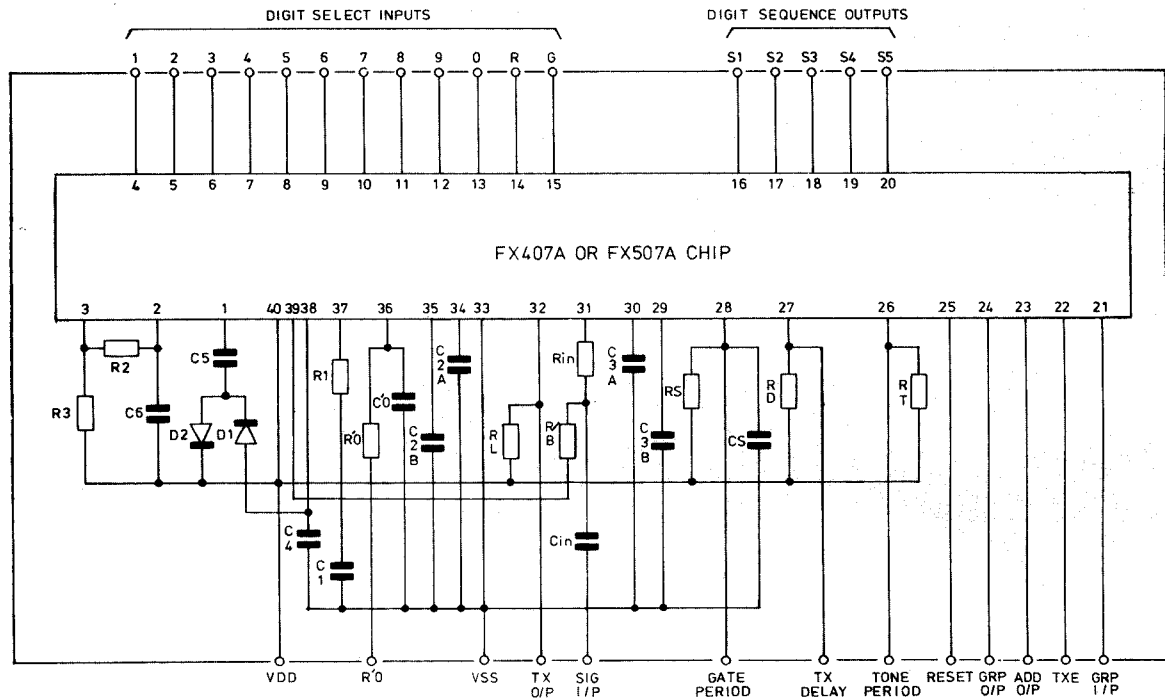 DIGIT SELECT INPUTS DIGIT SEQUENCE OUTPUTS
1 2 3 4 5 6 7 8 9 0 R G S1 S2 S3 S4 S5
4 5 6 7 8 9 10 11 12 13 14 15 16 17 18 19 20
FX407A OR FX507A CHIP
3 2 1 40 39 38 37 36 35 34 33 32 31 30 29 28 27 26 25 24 23 22 21
R2 C5 R1 C2A Rin C3A
R3 C6 D2 D1 R'0 C'0 C2B RL R'B C3B RS CS RD RT
C4 C1 Cin
VDD R'0 VSS TX O/P SIG I/P GATE PERIOD TX DELAY TONE PERIOD RESET GRP O/P ADD O/P TXE GRP I/P